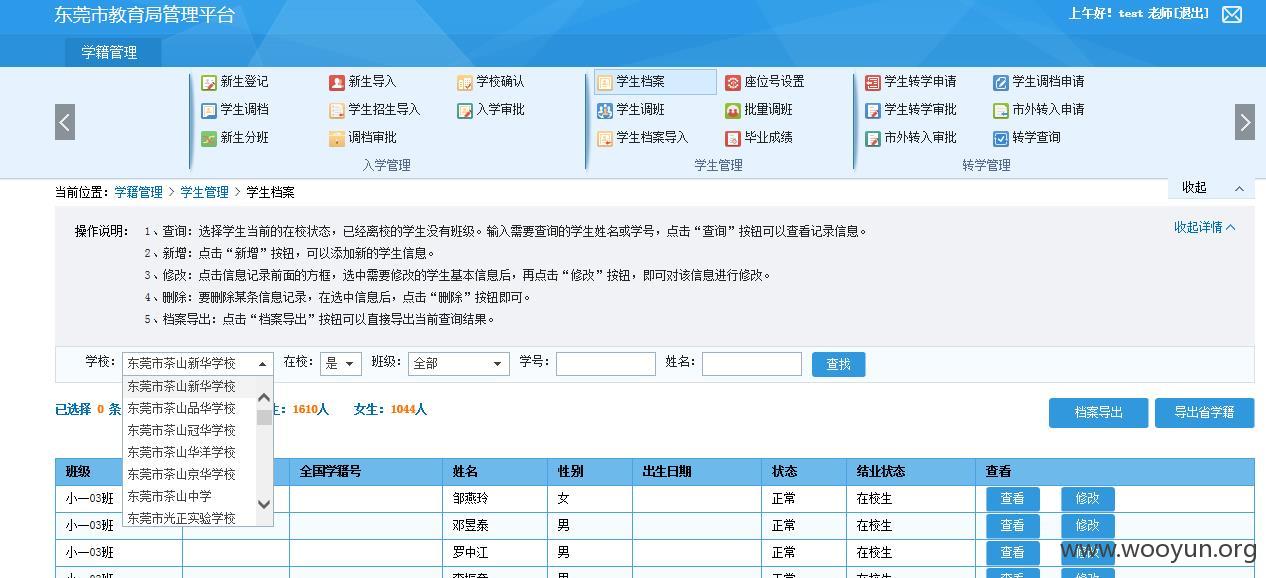 东莞市教育局管理平台
上午好！test 老师[退出]
学籍管理
新生登记 新生导入 学校确认 学生档案 座位号设置 学生转学申请 学生调档申请
学生调档 学生招生导入 入学审批 学生调班 批量调班 学生转学审批 市外转入申请
新生分班 调档审批 学生档案导入 毕业成绩 市外转入审批 转学查询
入学管理 学生管理 转学管理
当前位置：学籍管理 > 学生管理 > 学生档案
收起
操作说明： 1、查询：选择学生当前的在校状态，已经离校的学生没有班级。输入需要查询的学生姓名或学号，点击“查询”按钮可以查看记录信息。
收起详情
2、新增：点击“新增”按钮，可以添加新的学生信息。
3、修改：点击信息记录前面的方框，选中需要修改的学生基本信息后，再点击“修改”按钮，即可对该信息进行修改。
4、删除：要删除某条信息记录，在选中信息后，点击“删除”按钮即可。
5、档案导出：点击“档案导出”按钮可以直接导出当前查询结果。
学校： 东莞市茶山新华学校 在校： 是 班级： 全部 学号： 姓名： 查找
东莞市茶山新华学校
东莞市茶山品华学校
东莞市茶山冠华学校
东莞市茶山华洋学校
东莞市茶山京华学校
东莞市茶山中学
东莞市光正实验学校
已选择 0 条 生：1610人 女生：1044人
档案导出 导出省学籍
班级 全国学籍号 姓名 性别 出生日期 状态 结业状态 查看
小一03班 邹燕玲 女 正常 在校生 查看 修改
小一03班 邓昱泰 男 正常 在校生 查看 修改
小一03班 罗中江 男 正常 在校生 查看
www.wooyun.org